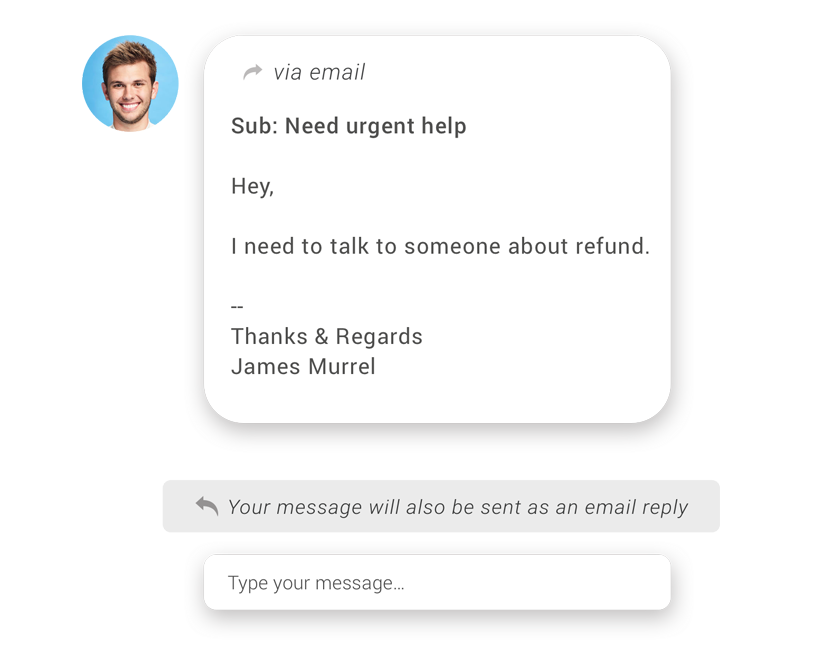 via email
Sub: Need urgent help
Hey,
I need to talk to someone about refund.
--
Thanks & Regards
James Murrel
Your message will also be sent as an email reply
Type your message...